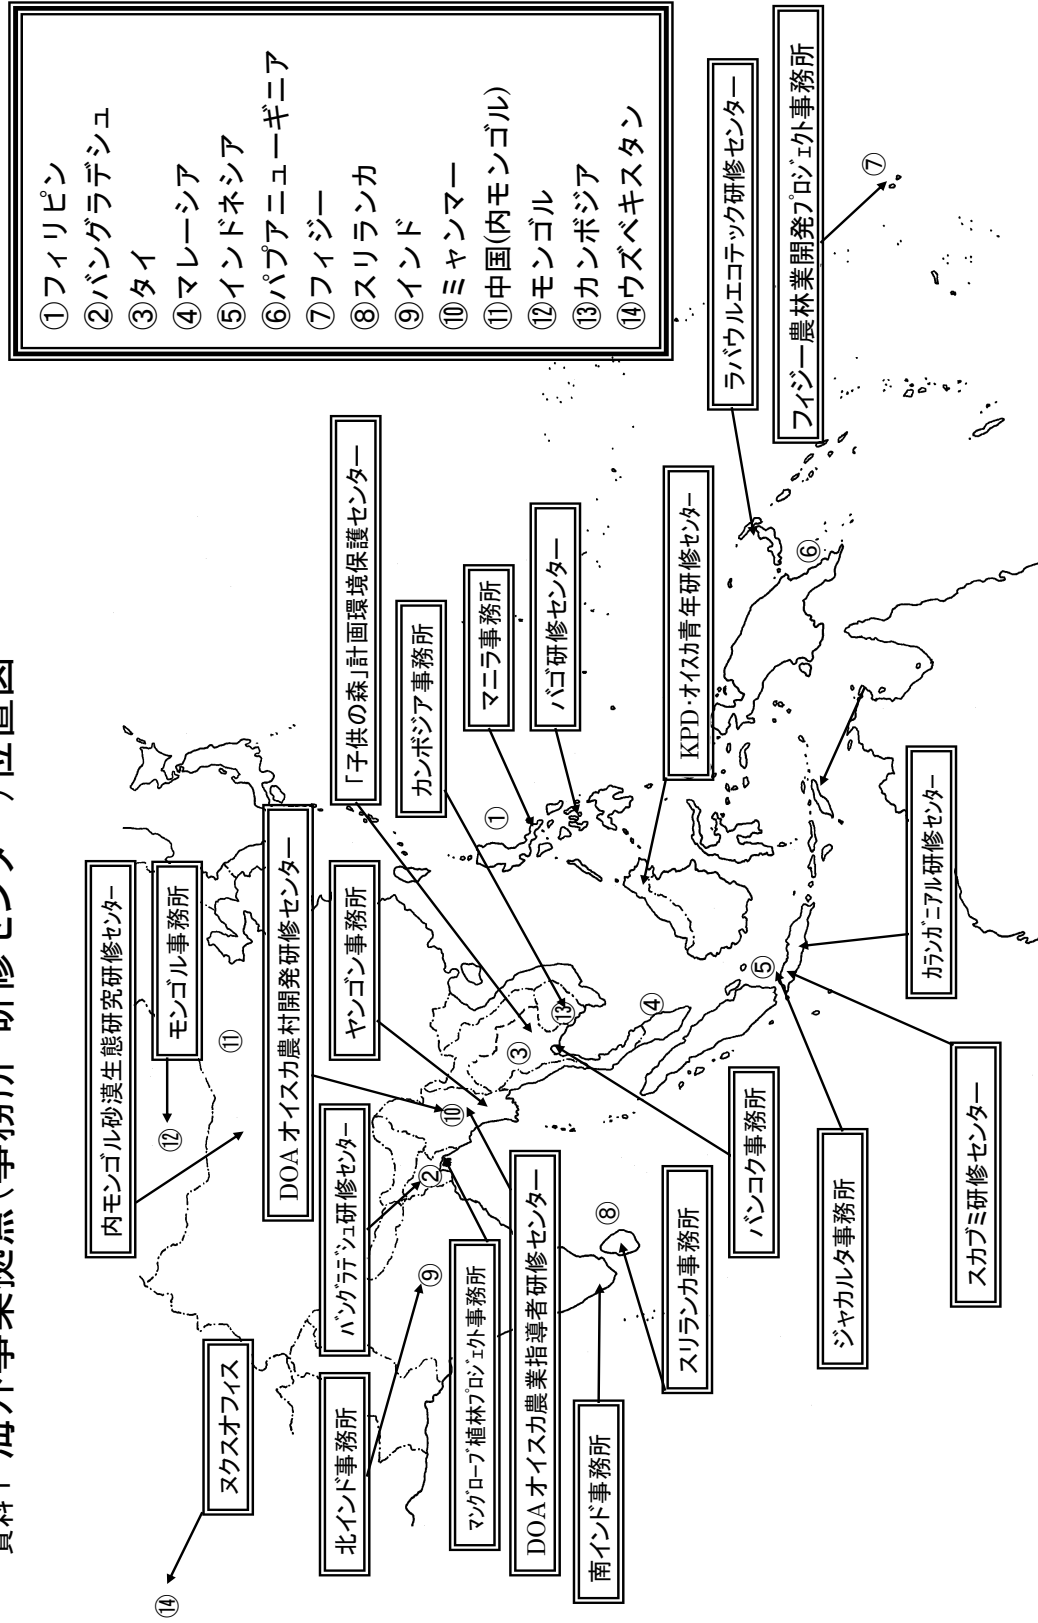 資料1 海外事業拠点(事務所・研修センター)位置図
①フィリピン
②バングラデシュ
③タイ
④マレーシア
⑤インドネシア
⑥パプアニューギニア
⑦フィジー
⑧スリランカ
⑨インド
⑩ミャンマー
⑪中国(内モンゴル)
⑫モンゴル
⑬カンボジア
⑭ウズベキスタン
内モンゴル砂漠生態研究研修センター
モンゴル事務所
⑫
⑪
ヌクスオフィス
⑭
DOAオイスカ農村開発研修センター
ヤンゴン事務所
バングラデシュ研修センター
北インド事務所
「子供の森」計画環境保護センター
カンボジア事務所
マニラ事務所
バゴ研修センター
①
②
③
⑨
⑩
⑬
④
マングローブ植林プロジェクト事務所
DOAオイスカ農業指導者研修センター
南インド事務所
⑧
スリランカ事務所
バンコク事務所
KPD・オイスカ青年研修センター
ラバウルエコテック研修センター
フィジー農林業開発プロジェクト事務所
⑦
⑥
⑤
ジャカルタ事務所
カランガニアル研修センター
スカブミ研修センター